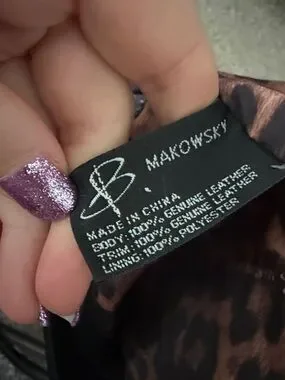 B. MAKOWSKY
MADE IN CHINA
BODY: 100% GENUINE LEATHER
TRIM: 100% GENUINE LEATHER
LINING: 100% POLYESTER